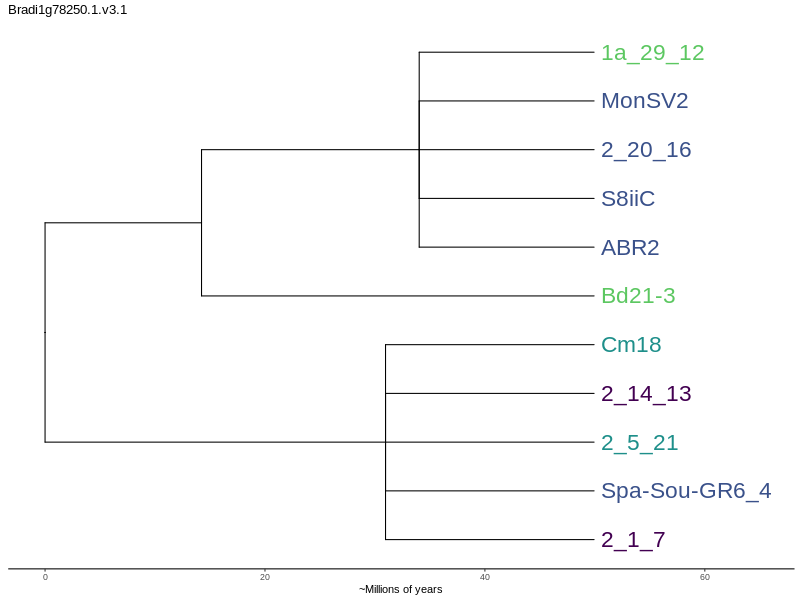 Bradi1g78250.1.v3.1
1a_29_12
MonSV2
2_20_16
S8iiC
ABR2
Bd21-3
Cm18
2_14_13
2_5_21
Spa-Sou-GR6_4
2_1_7
0 20 40 60
~Millions of years